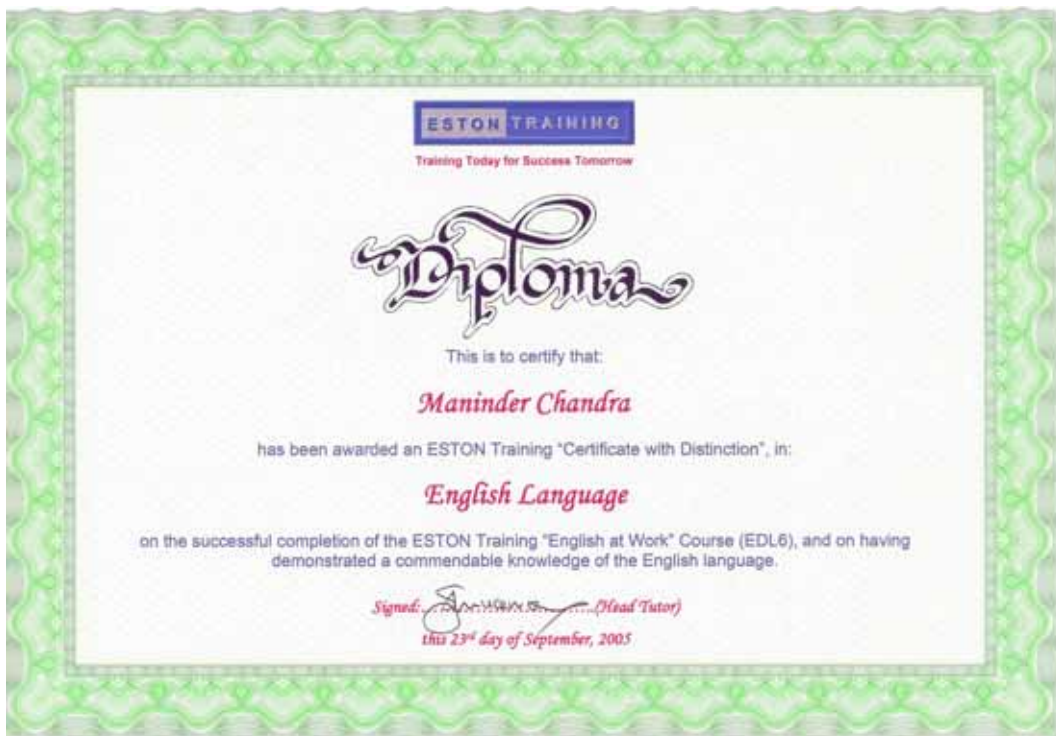 ESTON TRAINING
Training Today for Success Tomorrow
Diploma
This is to certify that:
Maninder Chandra
has been awarded an ESTON Training "Certificate with Distinction", in:
English Language
on the successful completion of the ESTON Training "English at Work" Course (EDL6), and on having
demonstrated a commendable knowledge of the English language.
Signed:..........(Head Tutor)
this 23rd day of September, 2005